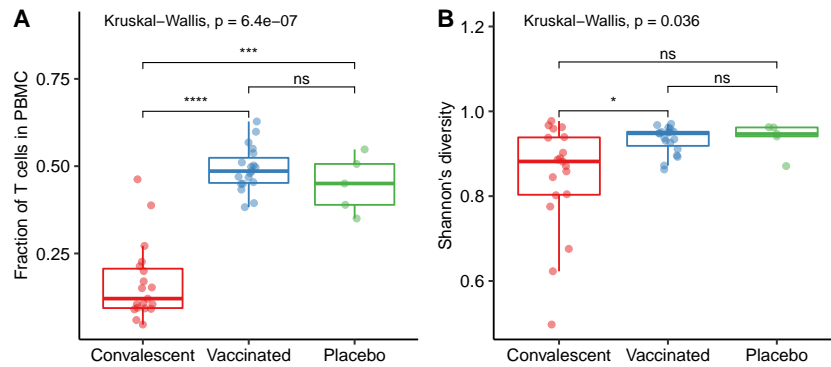 A
Kruskal−Wallis, p = 6.4e−07
***
ns
****
0.75
0.50
0.25
Fraction of T cells in PBMC
Convalescent Vaccinated Placebo
B
Kruskal−Wallis, p = 0.036
ns
ns
*
1.2
1.0
0.8
0.6
Shannon's diversity
Convalescent Vaccinated Placebo